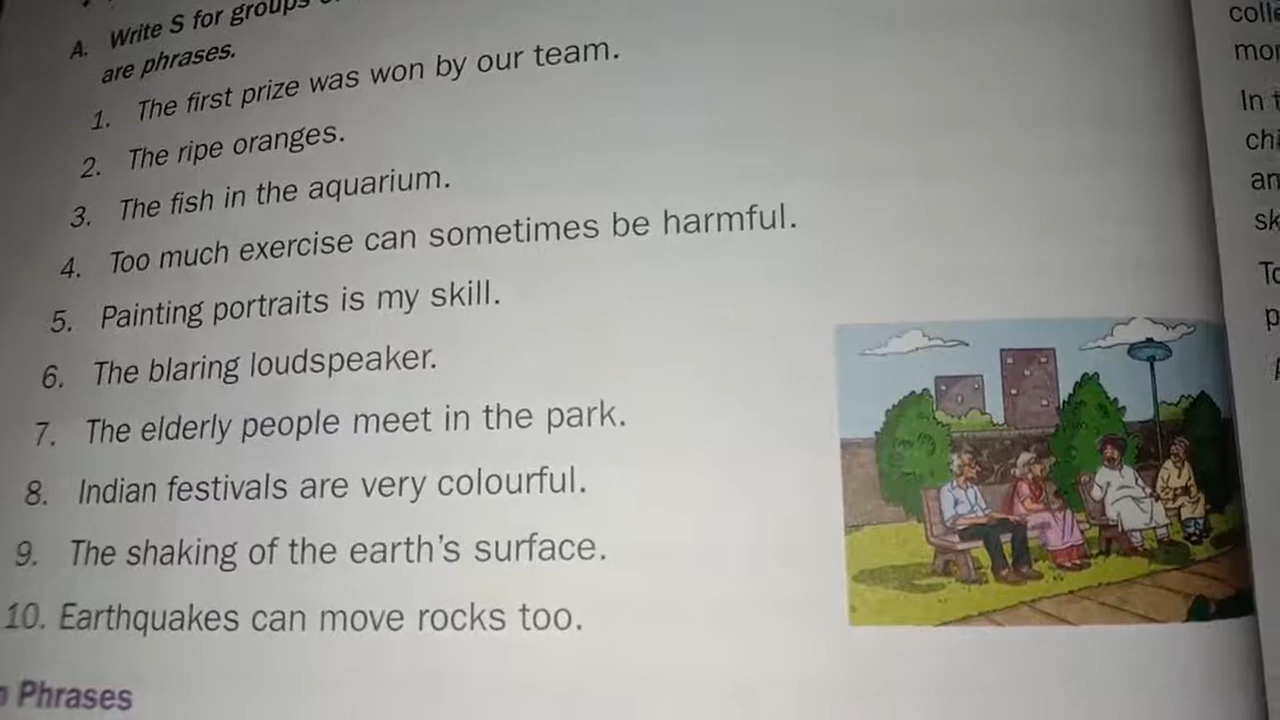 A. Write S for groups
are phrases.
1. The first prize was won by our team.
2. The ripe oranges.
3. The fish in the aquarium.
4. Too much exercise can sometimes be harmful.
5. Painting portraits is my skill.
6. The blaring loudspeaker.
7. The elderly people meet in the park.
8. Indian festivals are very colourful.
9. The shaking of the earth's surface.
10. Earthquakes can move rocks too.
Phrases
In